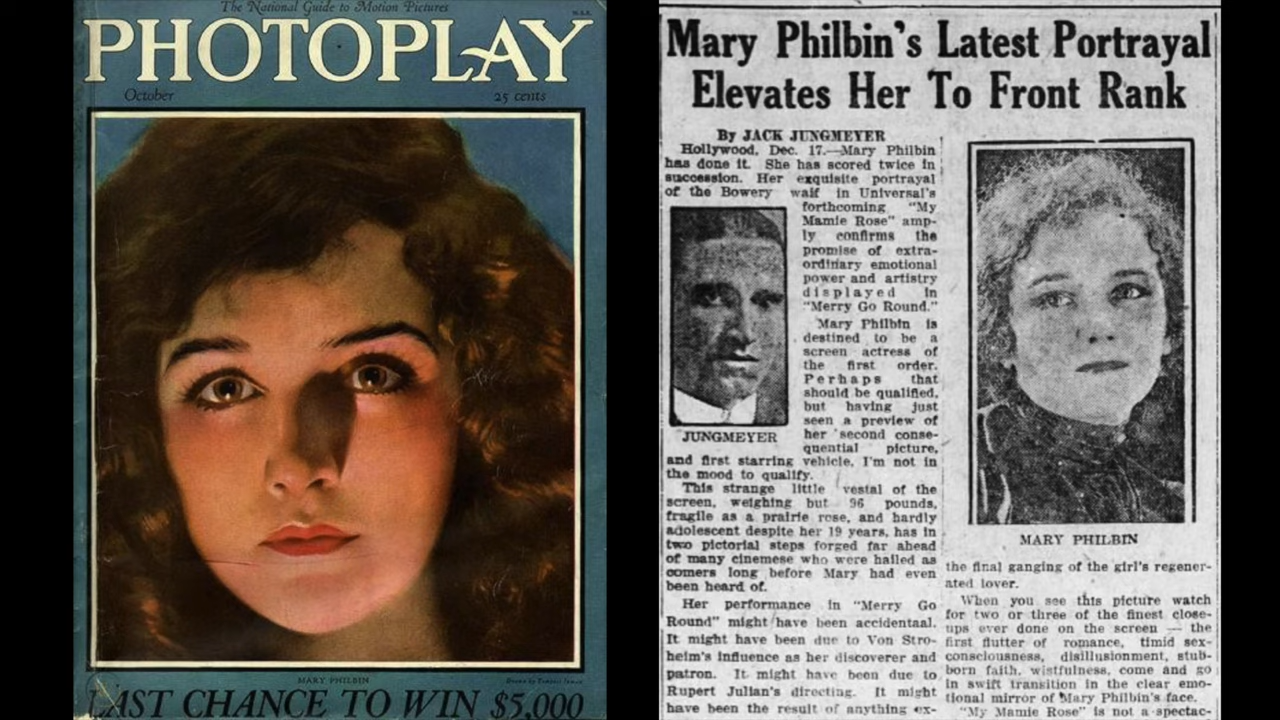 The National Guide to Motion Pictures
PHOTOPLAY
October
25 cents
MARY PHILBIN
LAST CHANCE TO WIN $5,000
Mary Philbin's Latest Portrayal
Elevates Her To Front Rank
By JACK JUNGMEYER
Hollywood, Dec. 17.—Mary Philbin
has done it. She has scored twice in
succession. Her exquisite portrayal
of the Bowery waif in Universal's
forthcoming "My
Mamie Rose" amp-
ly confirms the
promise of extra-
ordinary emotional
power and artistry
displayed in
"Merry Go Round."
Mary Philbin is
destined to be a
screen actress of
the first order.
Perhaps that
should be qualified,
but having just
seen a preview of
her second conse-
quential picture,
JUNGMEYER
and first starring vehicle, I'm not in
the mood to qualify.
This strange little vestal of the
screen, weighing but 96 pounds,
fragile as a prairie rose, and hardly
adolescent despite her 19 years, has in
two pictorial steps forged far ahead
of many cinemese who were hailed as
comers long before Mary had even
been heard of.
Her performance in "Merry Go
Round" might have been accidentaal.
It might have been due to Von Stro-
heim's influence as her discoverer and
patron. It might have been due to
Rupert Julian's directing. It might
have been the result of anything ex-
MARY PHILBIN
the final ganging of the girl's regener-
ated lover.
When you see this picture watch
for two or three of the finest close-
ups ever done on the screen — the
first flutter of romance, timid sex-
consciousness, disillusionment, stub-
born faith, wistfulness, come and go
in swift transition in the clear emo-
tional mirror of Mary Philbin's face.
"My Mamie Rose" is not a spectac-